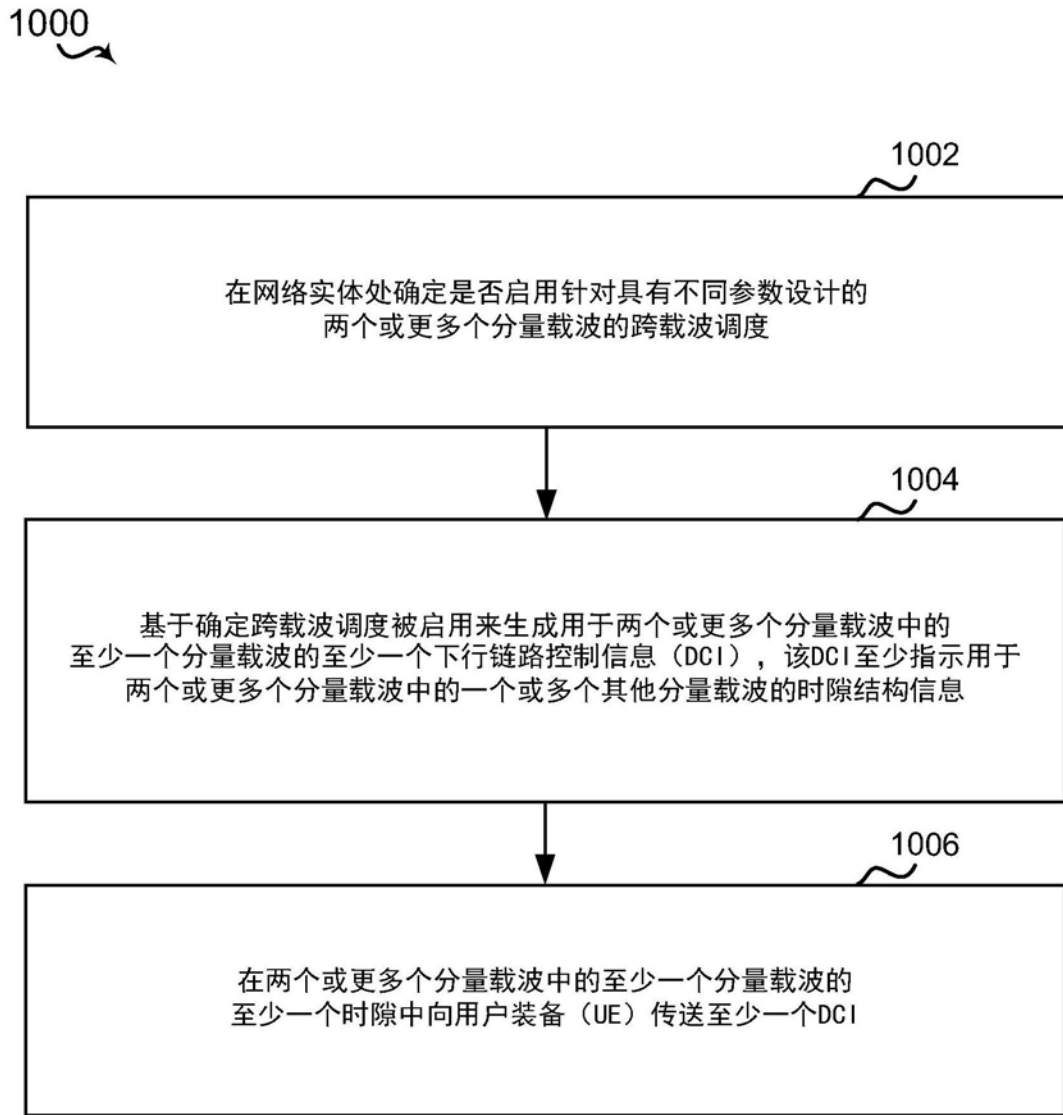 1000
1002
在网络实体处确定是否启用针对具有不同参数设计的
两个或更多个分量载波的跨载波调度
1004
基于确定跨载波调度被启用来生成用于两个或更多个分量载波中的
至少一个分量载波的至少一个下行链路控制信息（DCI），该DCI至少指示用于
两个或更多个分量载波中的一个或多个其他分量载波的时隙结构信息
1006
在两个或更多个分量载波中的至少一个分量载波的
至少一个时隙中向用户装备（UE）传送至少一个DCI